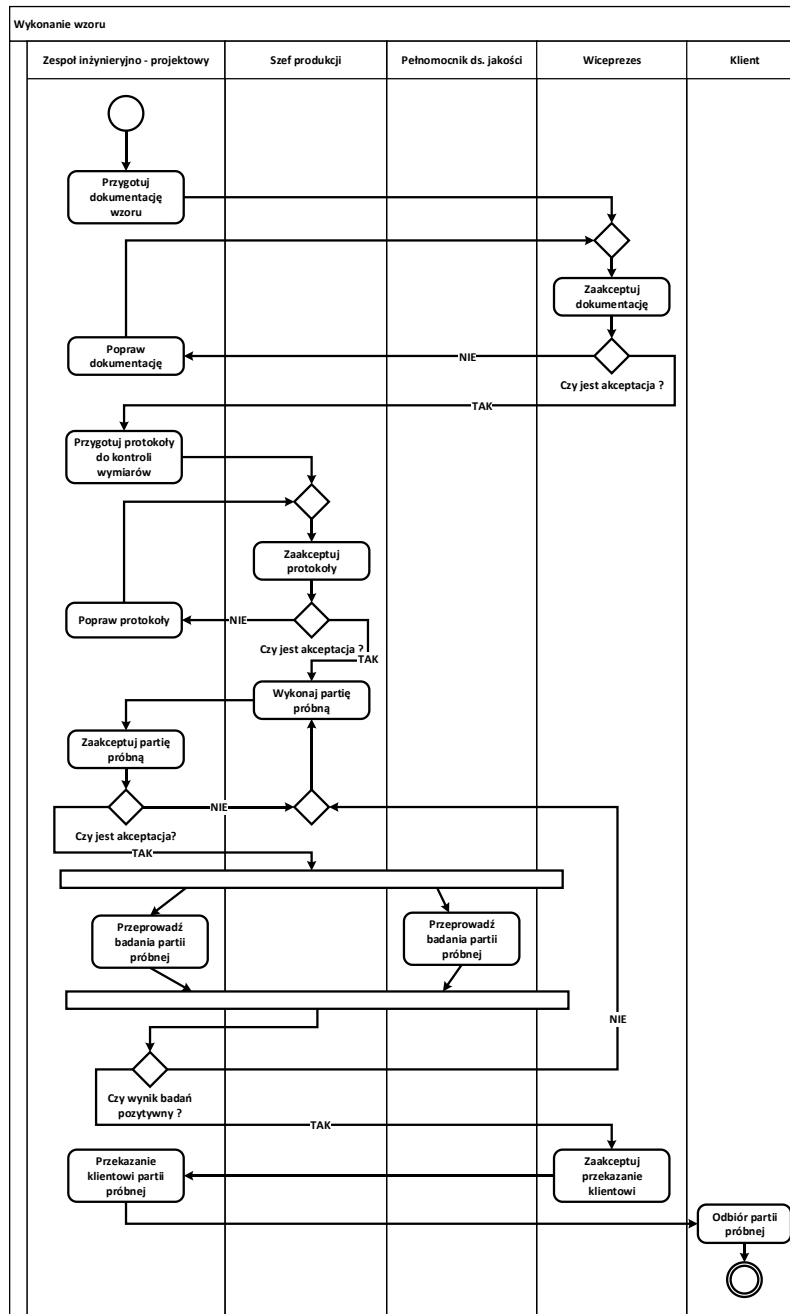 Wykonanie wzoru
Zespoł inżynieryjno - projektowy
Szef produkcji
Pełnomocnik ds. jakości
Wiceprezes
Klient
Przygotuj
dokumentację
wzoru
Zaakceptuj
dokumentację
Popraw
dokumentację
NIE
Czy jest akceptacja ?
TAK
Przygotuj protokoły
do kontroli
wymiarów
Zaakceptuj
protokoły
Popraw protokoły
NIE
Czy jest akceptacja ?
TAK
Wykonaj partię
próbną
Zaakceptuj partię
próbną
NIE
Czy jest akceptacja?
TAK
Przeprowadź
badania partii
próbnej
Przeprowadź
badania partii
próbnej
NIE
Czy wynik badań
pozytywny ?
TAK
Przekazanie
klientowi partii
próbnej
Zaakceptuj
przekazanie
klientowi
Odbiór partii
próbnej